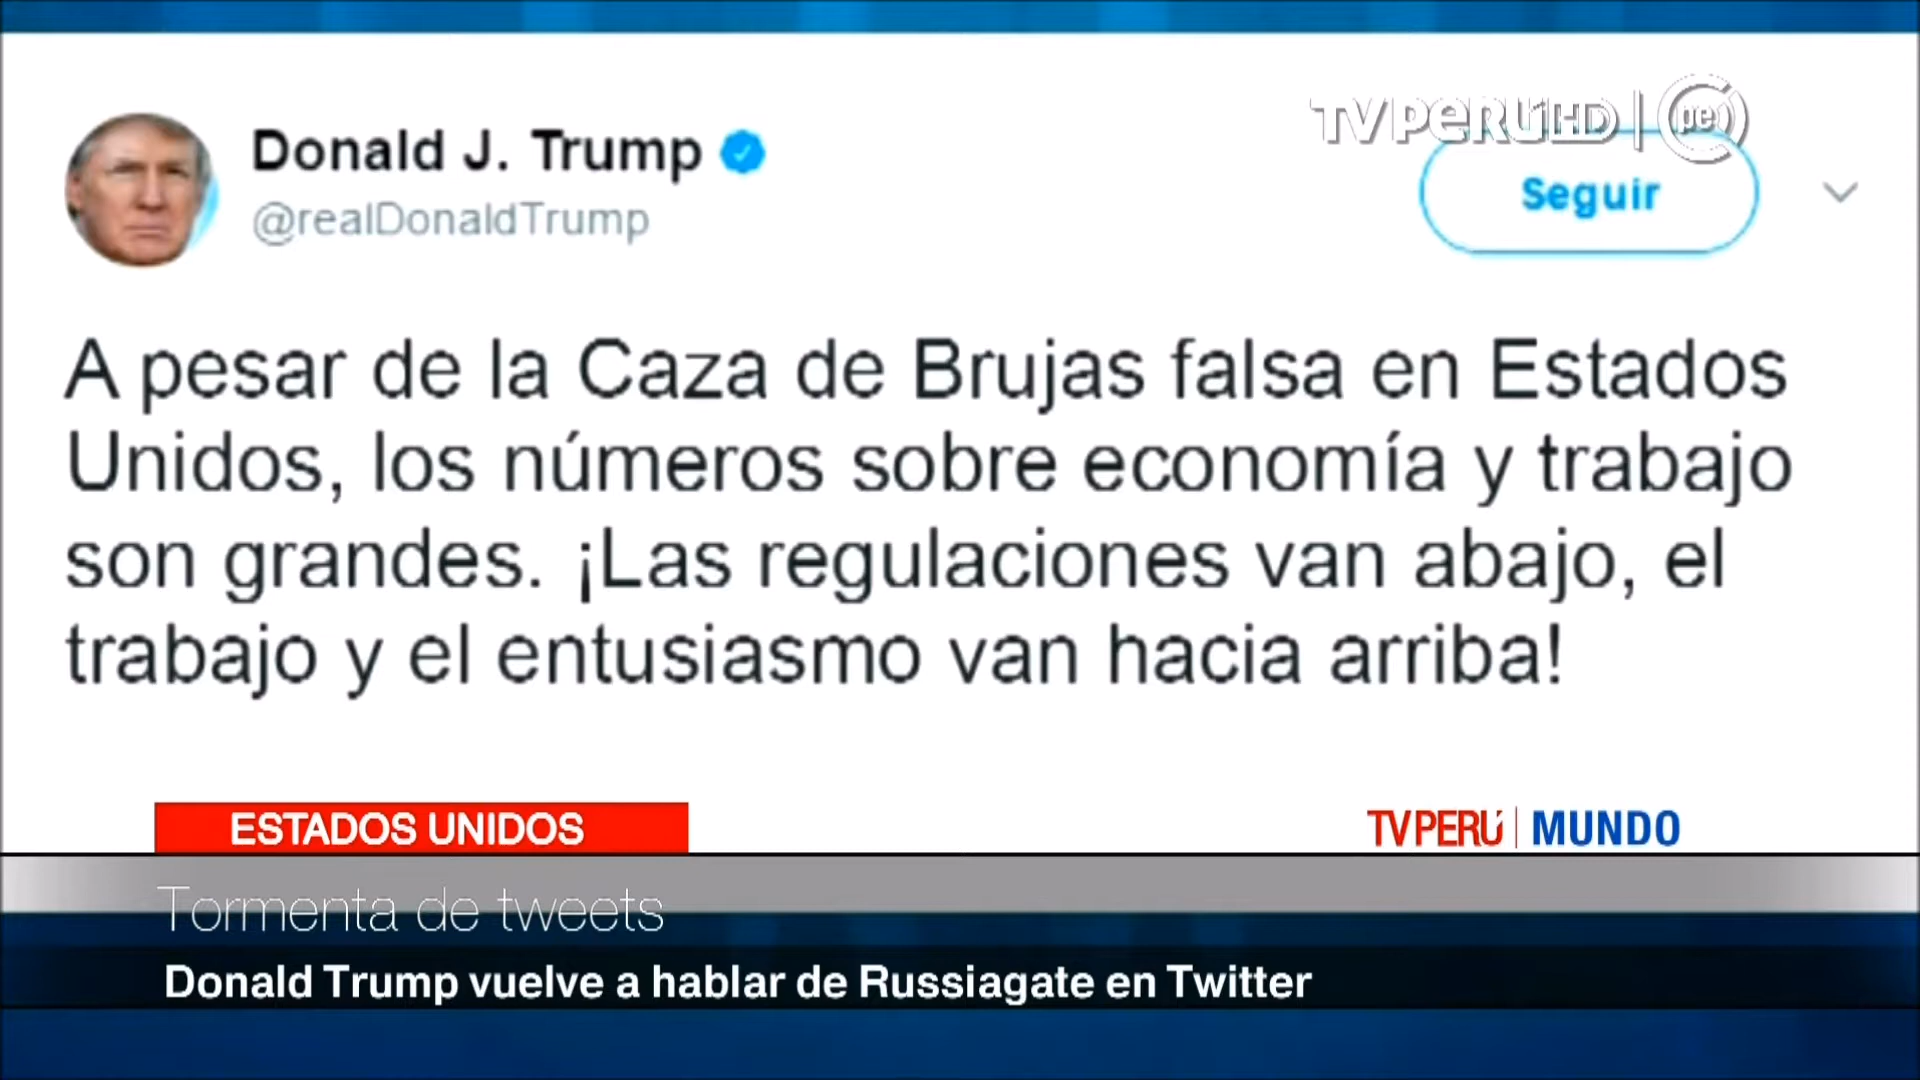 TVPERÚ HD
Donald J. Trump
@realDonaldTrump
Seguir
A pesar de la Caza de Brujas falsa en Estados
Unidos, los números sobre economía y trabajo
son grandes. ¡Las regulaciones van abajo, el
trabajo y el entusiasmo van hacia arriba!
ESTADOS UNIDOS
TVPERÚ MUNDO
Tormenta de tweets
Donald Trump vuelve a hablar de Russiagate en Twitter